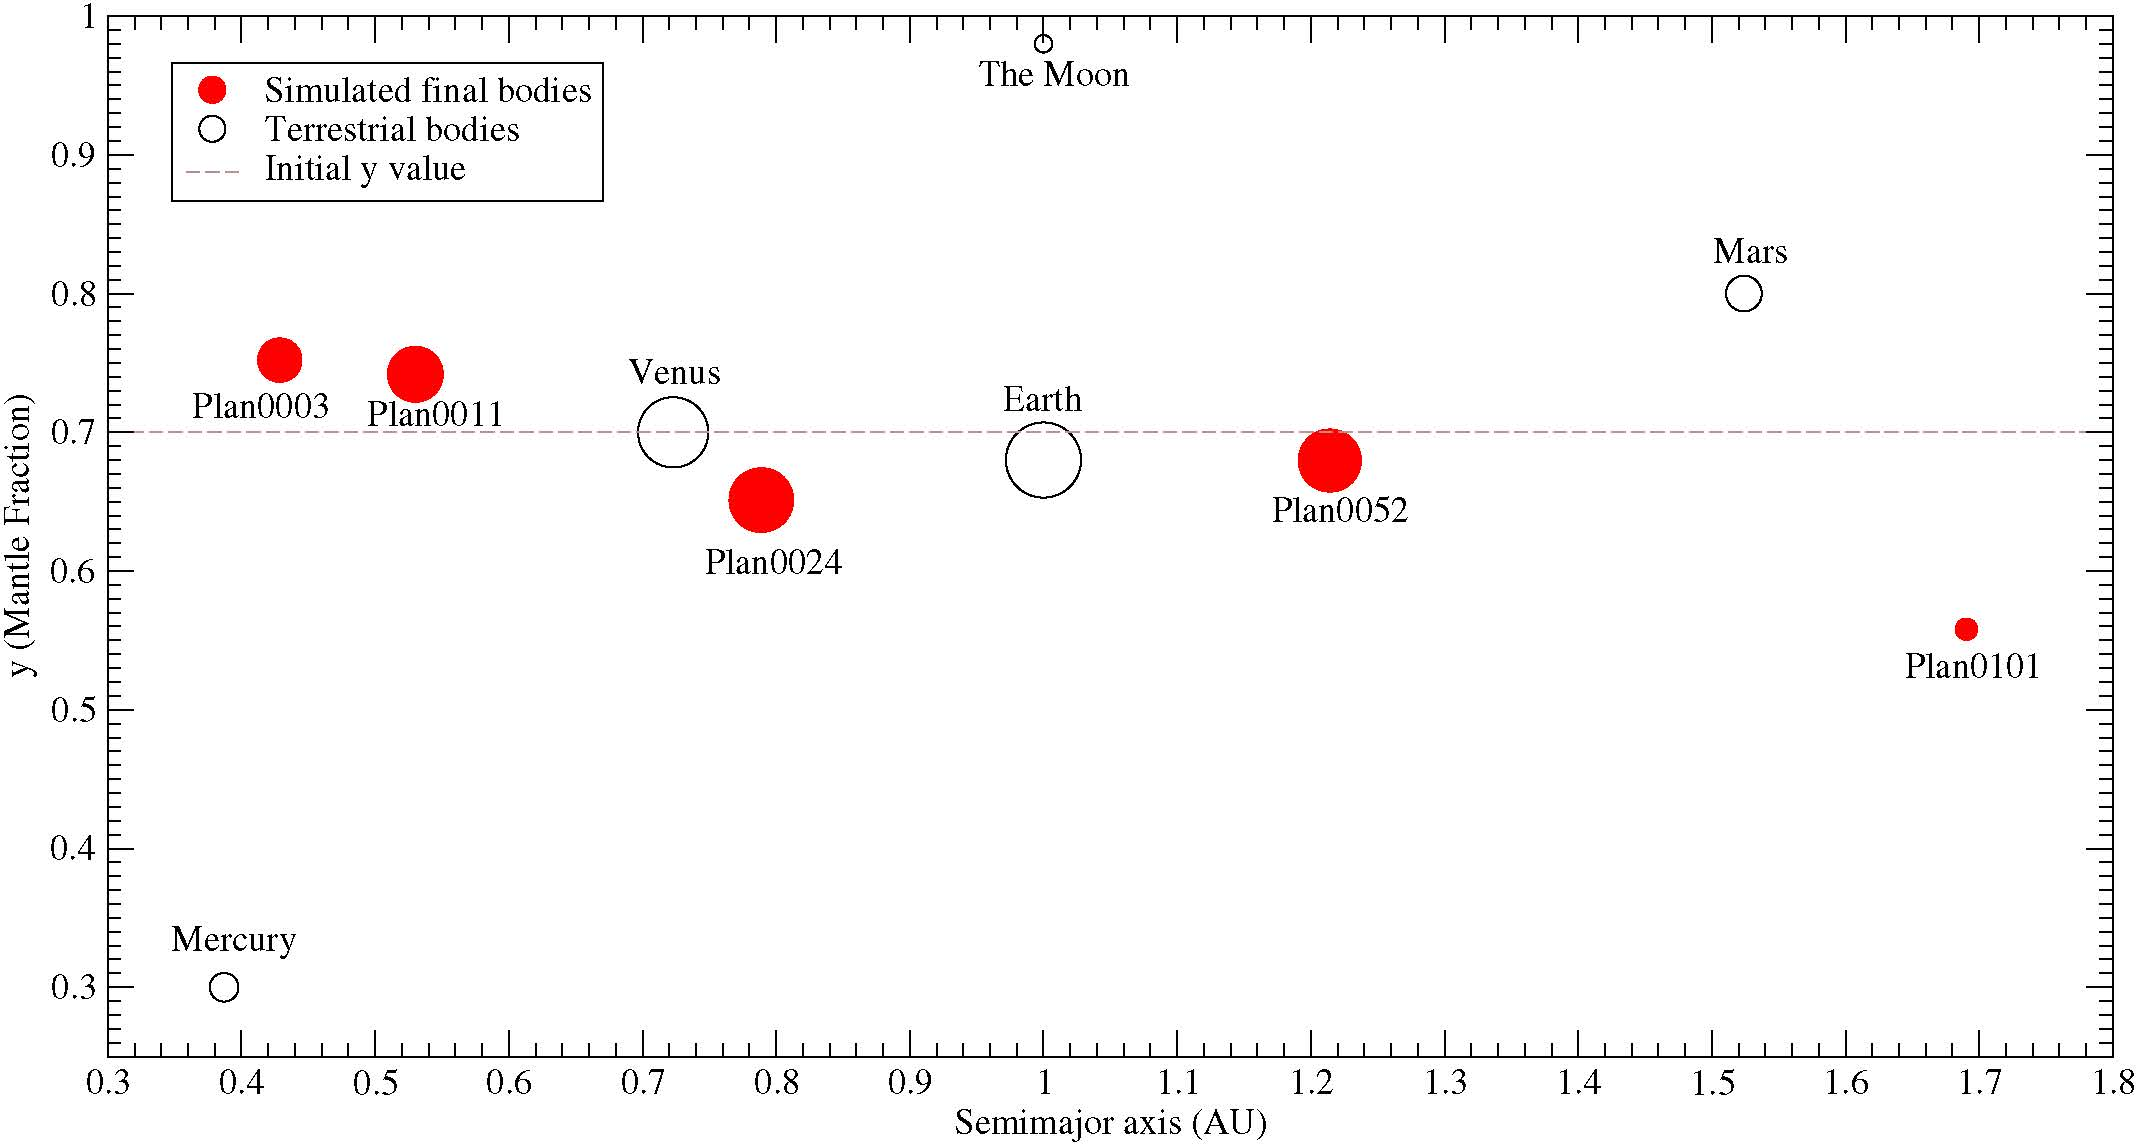 1
The Moon
Simulated final bodies
Terrestrial bodies
Initial y value
0.9
Mars
0.8
Venus
Earth
Plan0003
Plan0011
0.7
Plan0052
Plan0024
0.6
Plan0101
0.5
0.4
Mercury
0.3
y (Mantle Fraction)
0.3 0.4 0.5 0.6 0.7 0.8 0.9 1 1.1 1.2 1.3 1.4 1.5 1.6 1.7 1.8
Semimajor axis (AU)